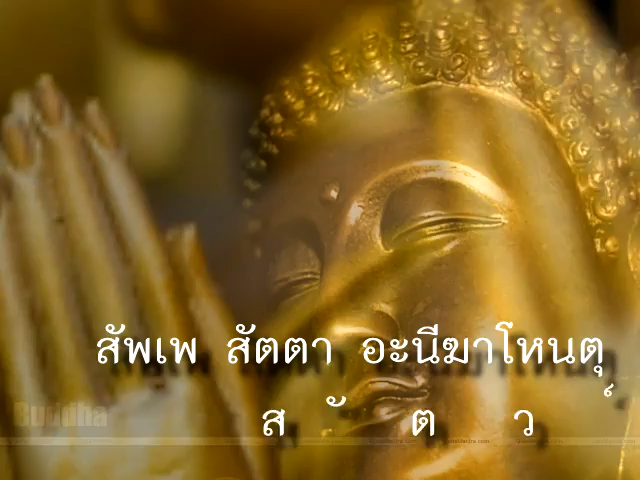 สัพเพ สัตตา อะนีฆาโหนตุ
ส ั ต ว ์
Buddha